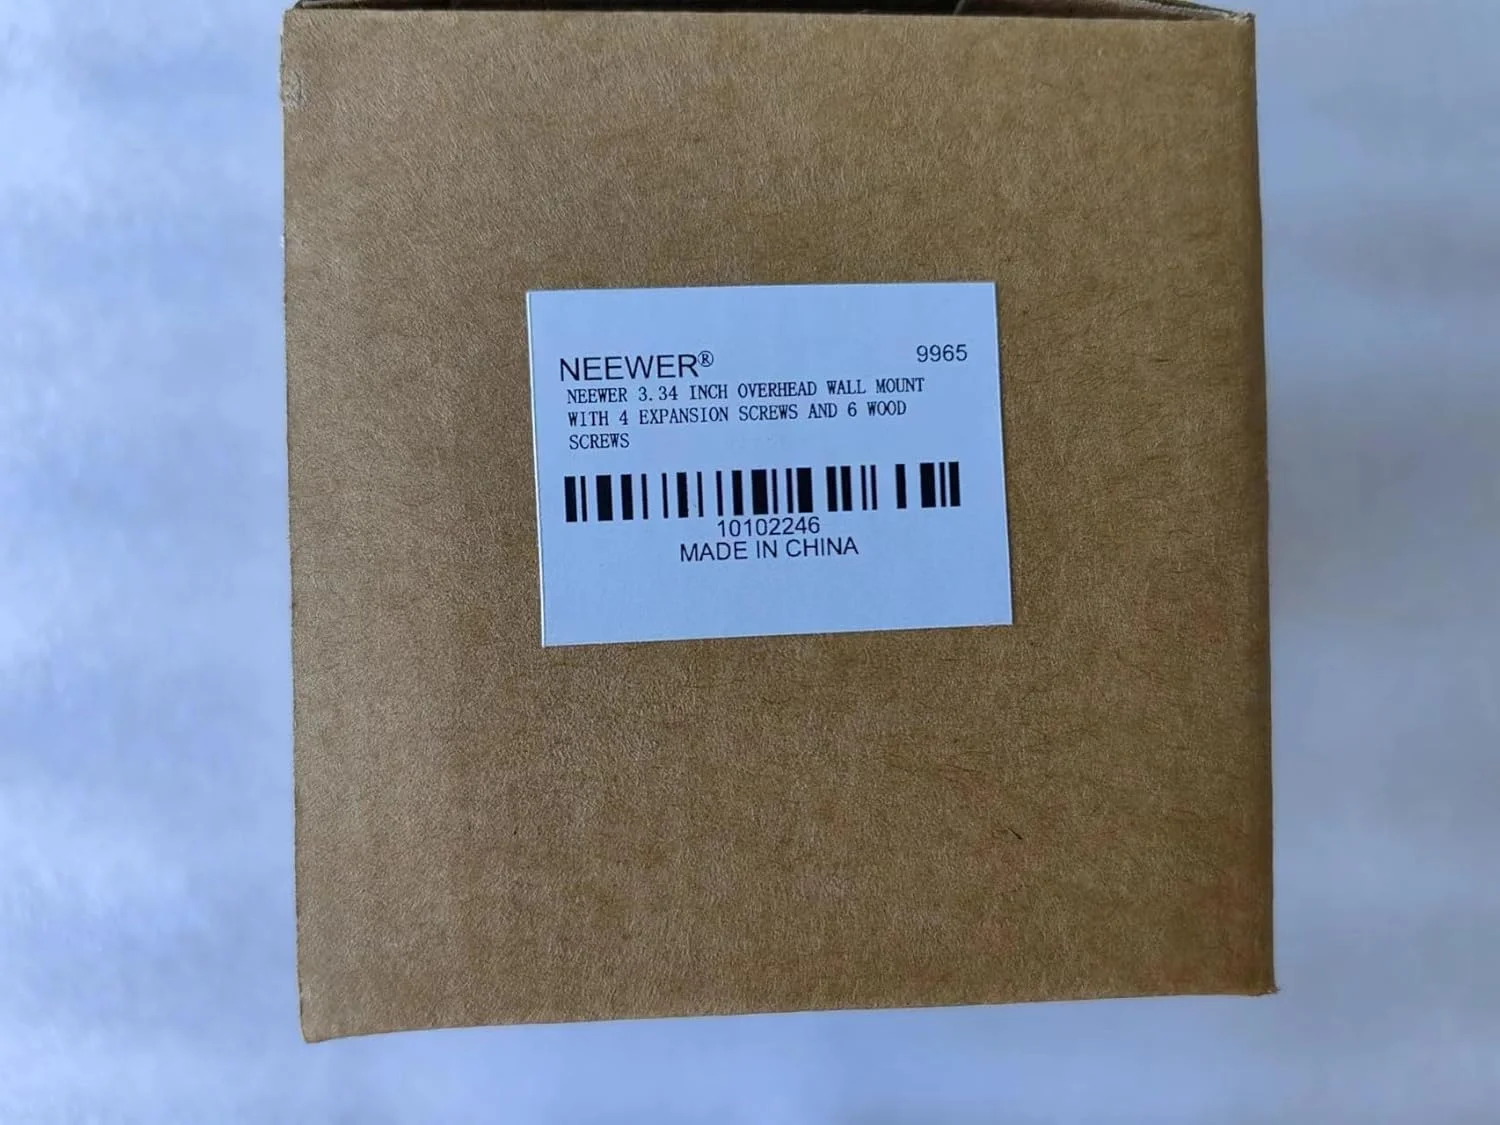 NEEWER®
9965
NEEWER 3.34 INCH OVERHEAD WALL MOUNT
WITH 4 EXPANSION SCREWS AND 6 WOOD
SCREWS
10102246
MADE IN CHINA